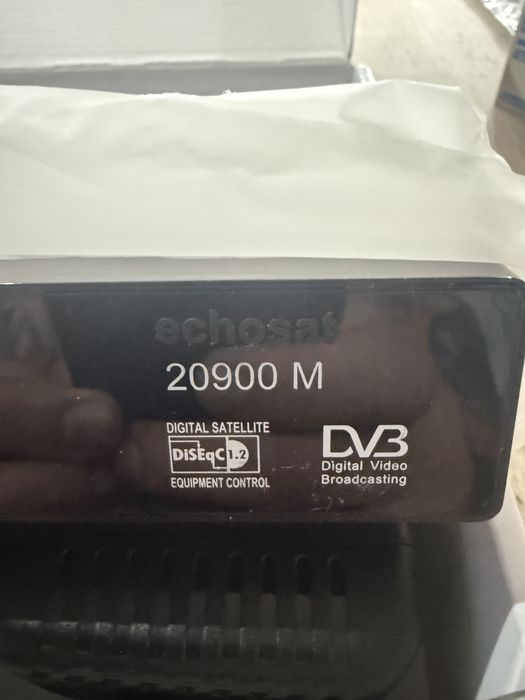 echosat
20900 M
DIGITAL SATELLITE
DiSEqC 1.2
EQUIPMENT CONTROL
DVB
Digital Video
Broadcasting